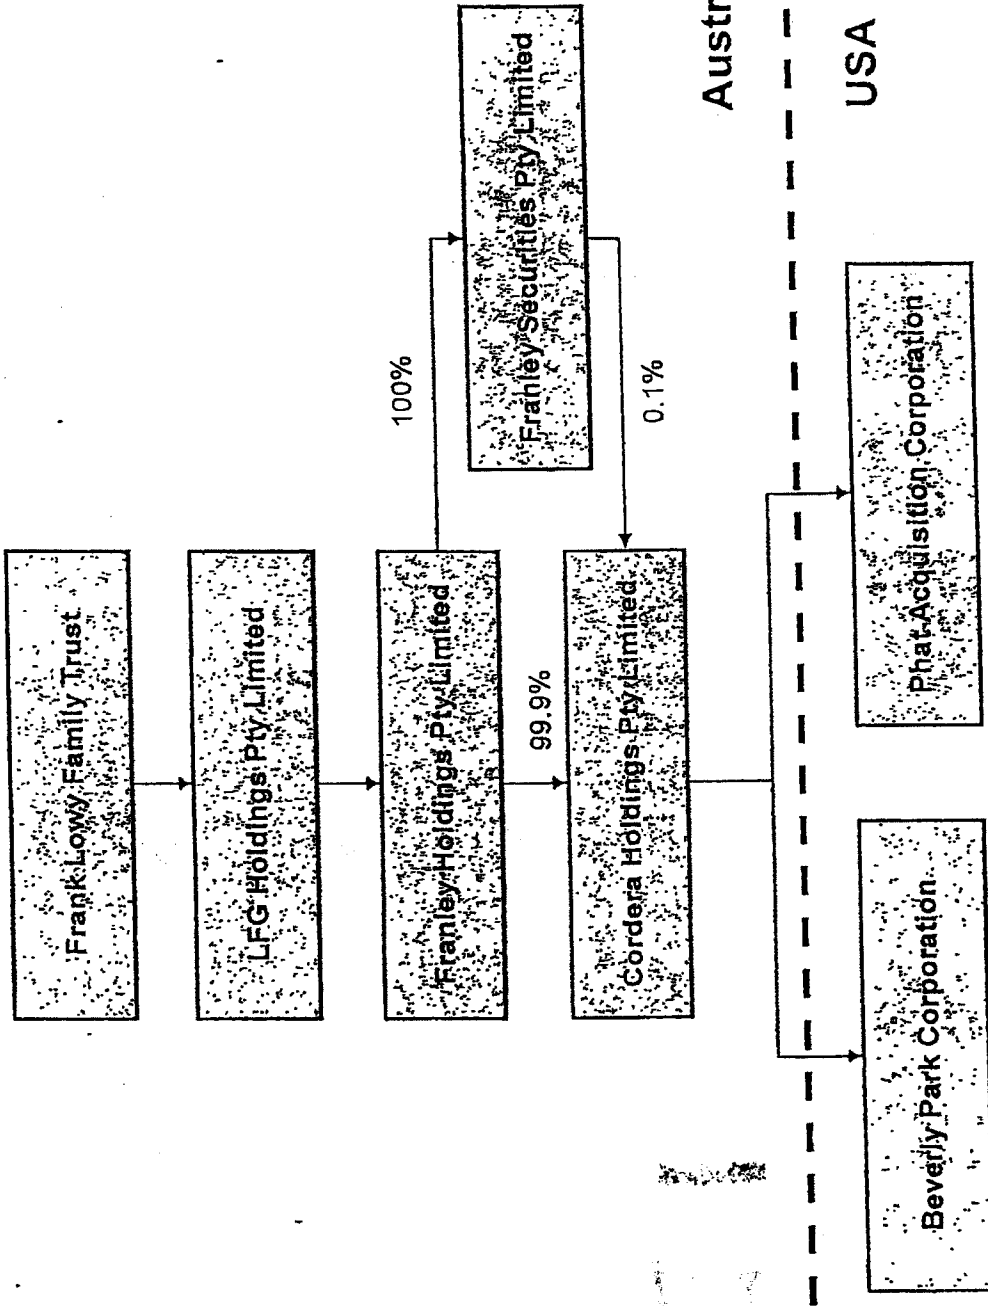 Frank Lowy Family Trust
LFG Holdings Pty Limited
Franley Holdings Pty Limited
100%
Franley Securities Pty Limited
99.9%
0.1%
Cordera Holdings Pty Limited
Austr
USA
Beverly Park Corporation
Phat Acquisition Corporation